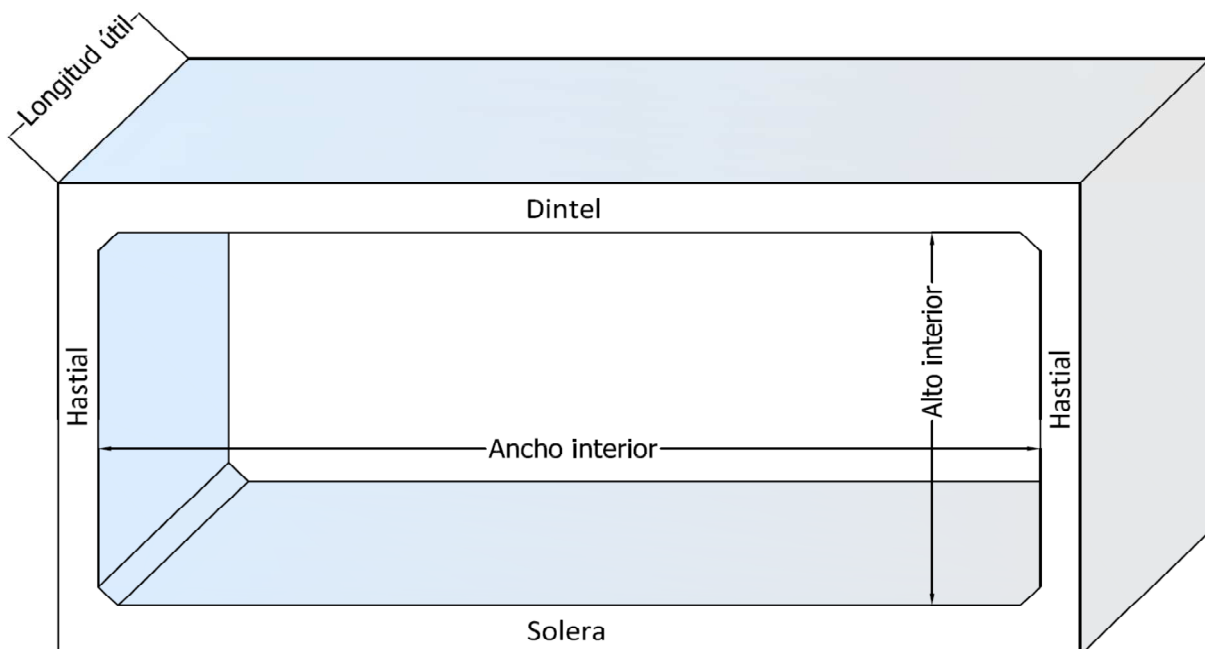 Longitud útil
Dintel
Hastial
Alto interior
Hastial
Ancho interior
Solera